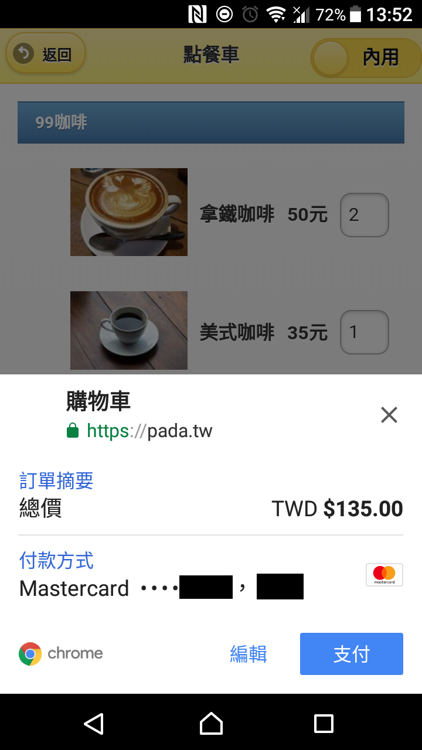 72% 13:52
返回
點餐車
內用
99咖啡
拿鐵咖啡 50元 2
美式咖啡 35元 1
購物車
https://pada.tw
訂單摘要
總價 TWD $135.00
付款方式
Mastercard ••••
,
mastercard
chrome 編輯 支付